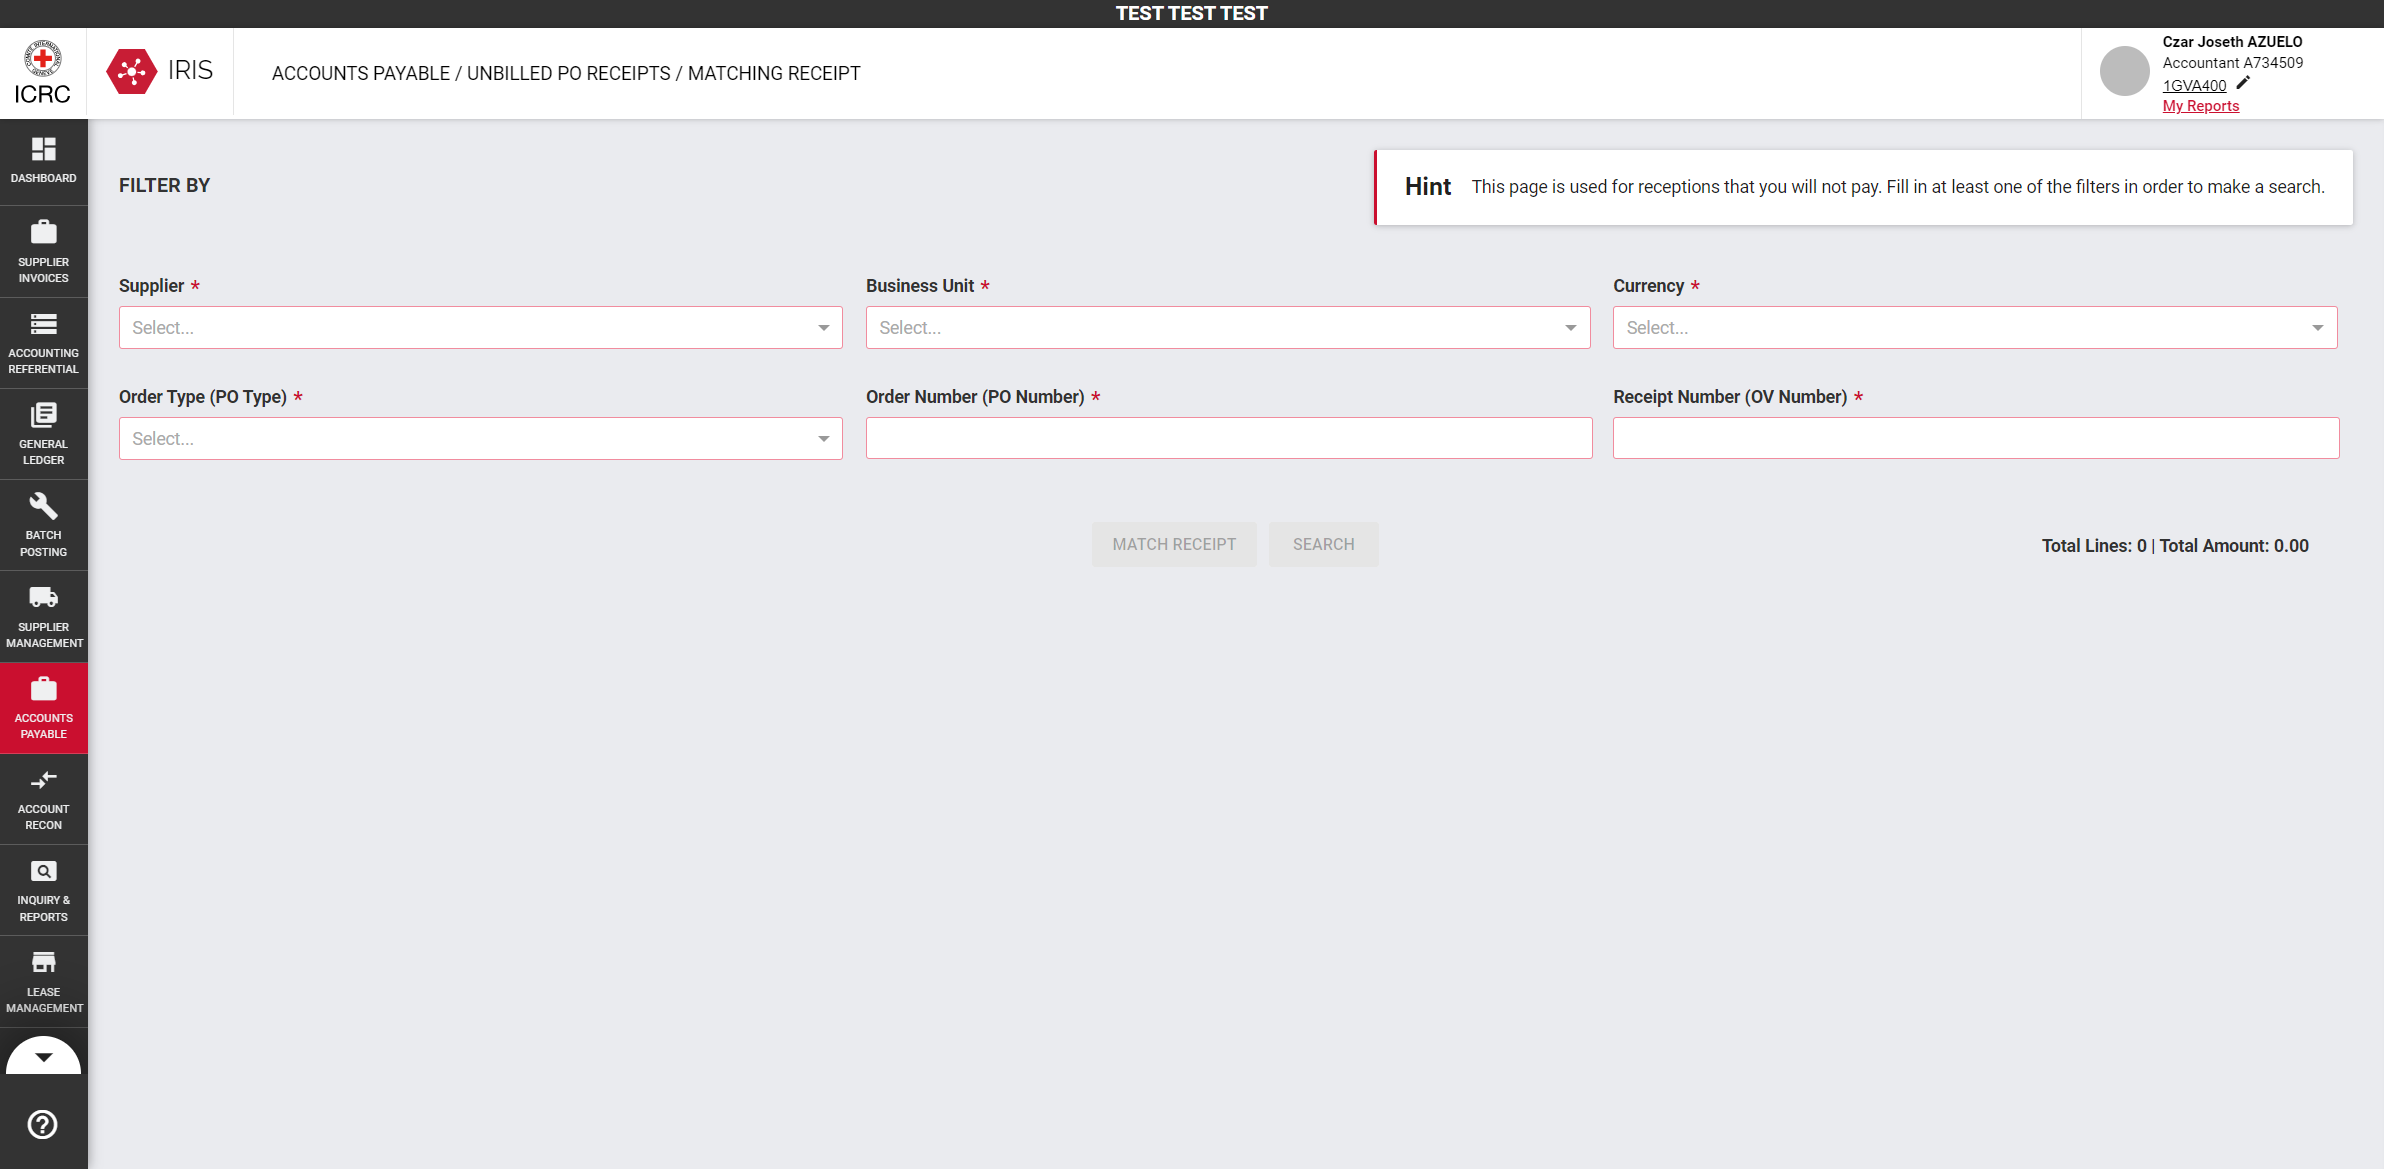 TEST TEST TEST
ICRC
IRIS
ACCOUNTS PAYABLE / UNBILLED PO RECEIPTS / MATCHING RECEIPT
Czar Joseth AZUELO
Accountant A734509
1GVA400
My Reports
DASHBOARD
SUPPLIER
INVOICES
ACCOUNTING
REFERENTIAL
GENERAL
LEDGER
BATCH
POSTING
SUPPLIER
MANAGEMENT
ACCOUNTS
PAYABLE
ACCOUNT
RECON
INQUIRY &
REPORTS
LEASE
MANAGEMENT
FILTER BY
Hint This page is used for receptions that you will not pay. Fill in at least one of the filters in order to make a search.
Supplier * Business Unit * Currency *
Select... Select... Select...
Order Type (PO Type) * Order Number (PO Number) * Receipt Number (OV Number) *
Select...
MATCH RECEIPT SEARCH Total Lines: 0 | Total Amount: 0.00